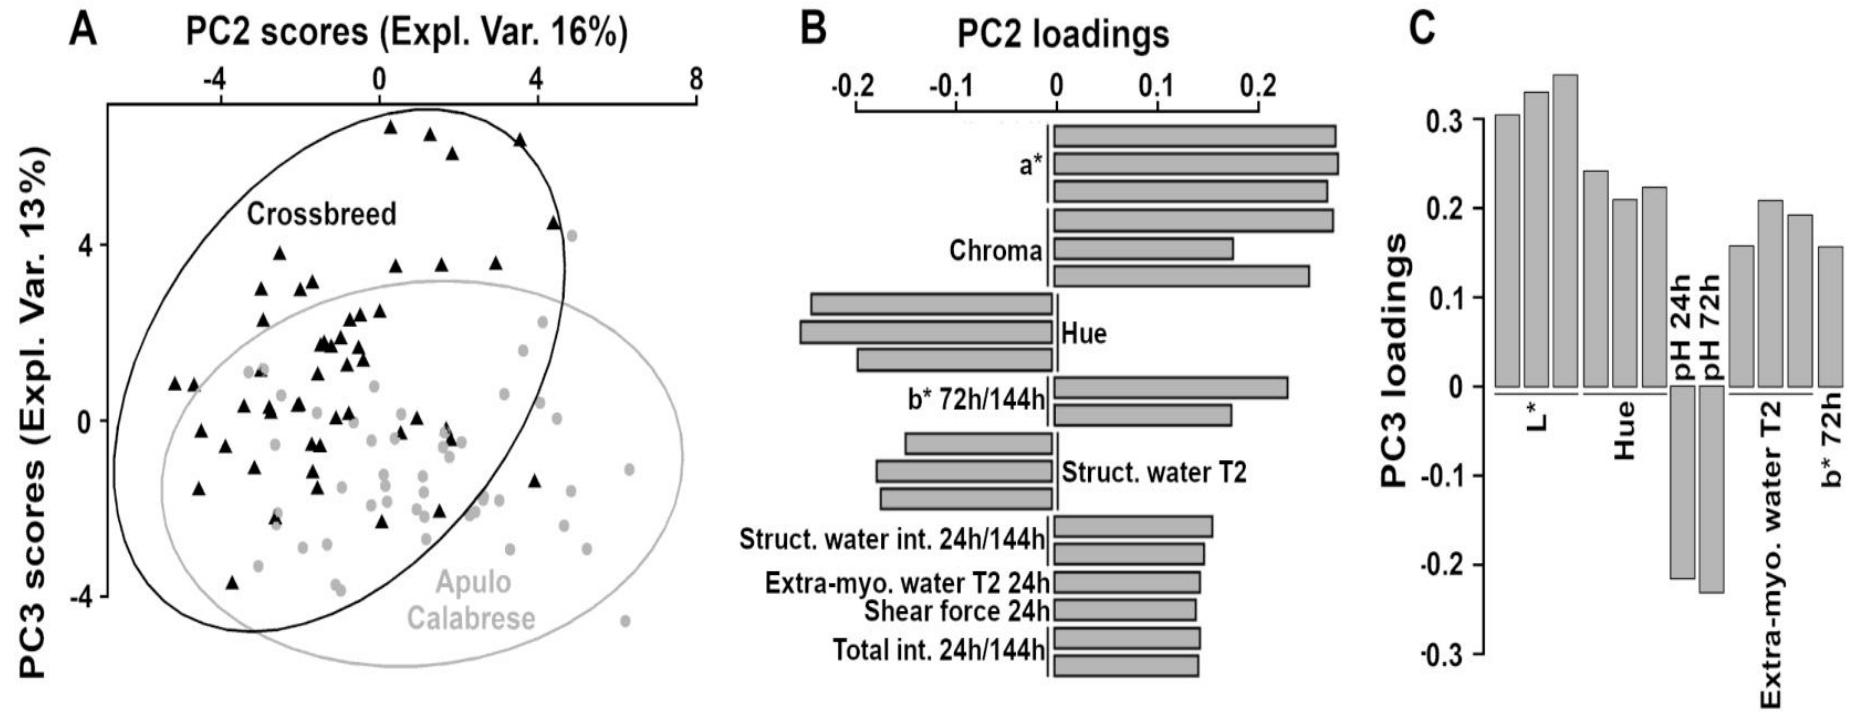 A
PC2 scores (Expl. Var. 16%)
-4 0 4 8
PC3 scores (Expl. Var. 13%)
4
0
-4
Crossbreed
Apulo
Calabrese
B
PC2 loadings
-0.2 -0.1 0 0.1 0.2
a*
Chroma
Hue
b* 72h/144h
Struct. water T2
Struct. water int. 24h/144h
Extra-myo. water T2 24h
Shear force 24h
Total int. 24h/144h
C
PC3 loadings
0.3
0.2
0.1
0
-0.1
-0.2
-0.3
L*
Hue
pH 24h
pH 72h
Extra-myo. water T2
b* 72h